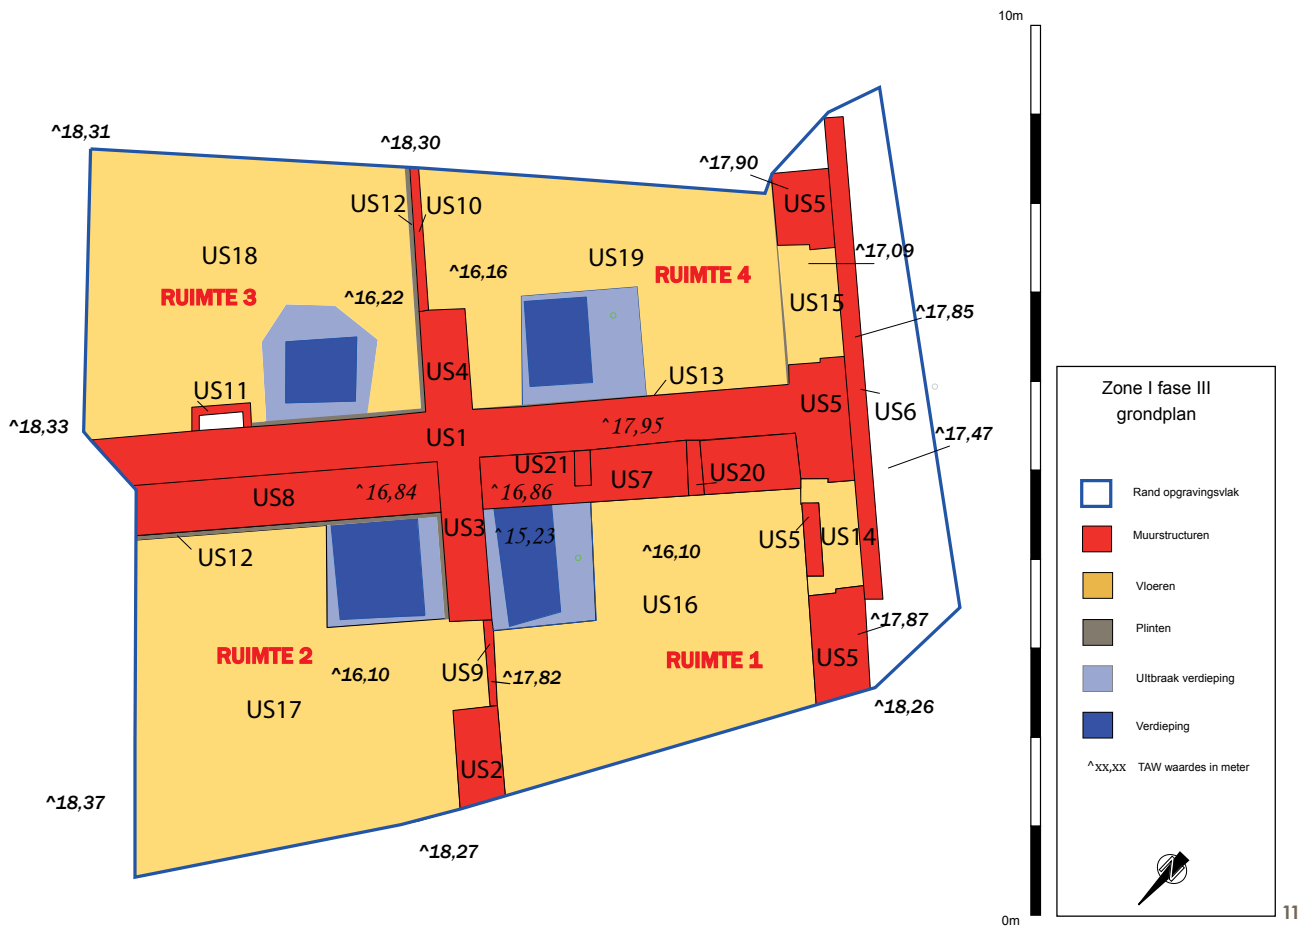 10m
^18,31
^18,30
^17,90
US12
US10
US5
US18
US19
^17,09
^16,16
RUIMTE 4
RUIMTE 3
^16,22
US15
^17,85
US4
US13
US11
US5
US6
^18,33
US1
^17,95
^17,47
US21
US7
US20
US8
^16,84
^16,86
US3
^15,23
US5
US14
US12
^16,10
US16
^17,87
RUIMTE 2
^16,10
US9
^17,82
RUIMTE 1
US5
US17
^18,26
US2
^18,37
^18,27
0m
Zone I fase III
grondplan
Rand opgravingsvlak
Muurstructuren
Vloeren
Plinten
UItbraak verdieping
Verdieping
^xx,xx TAW waardes in meter
11